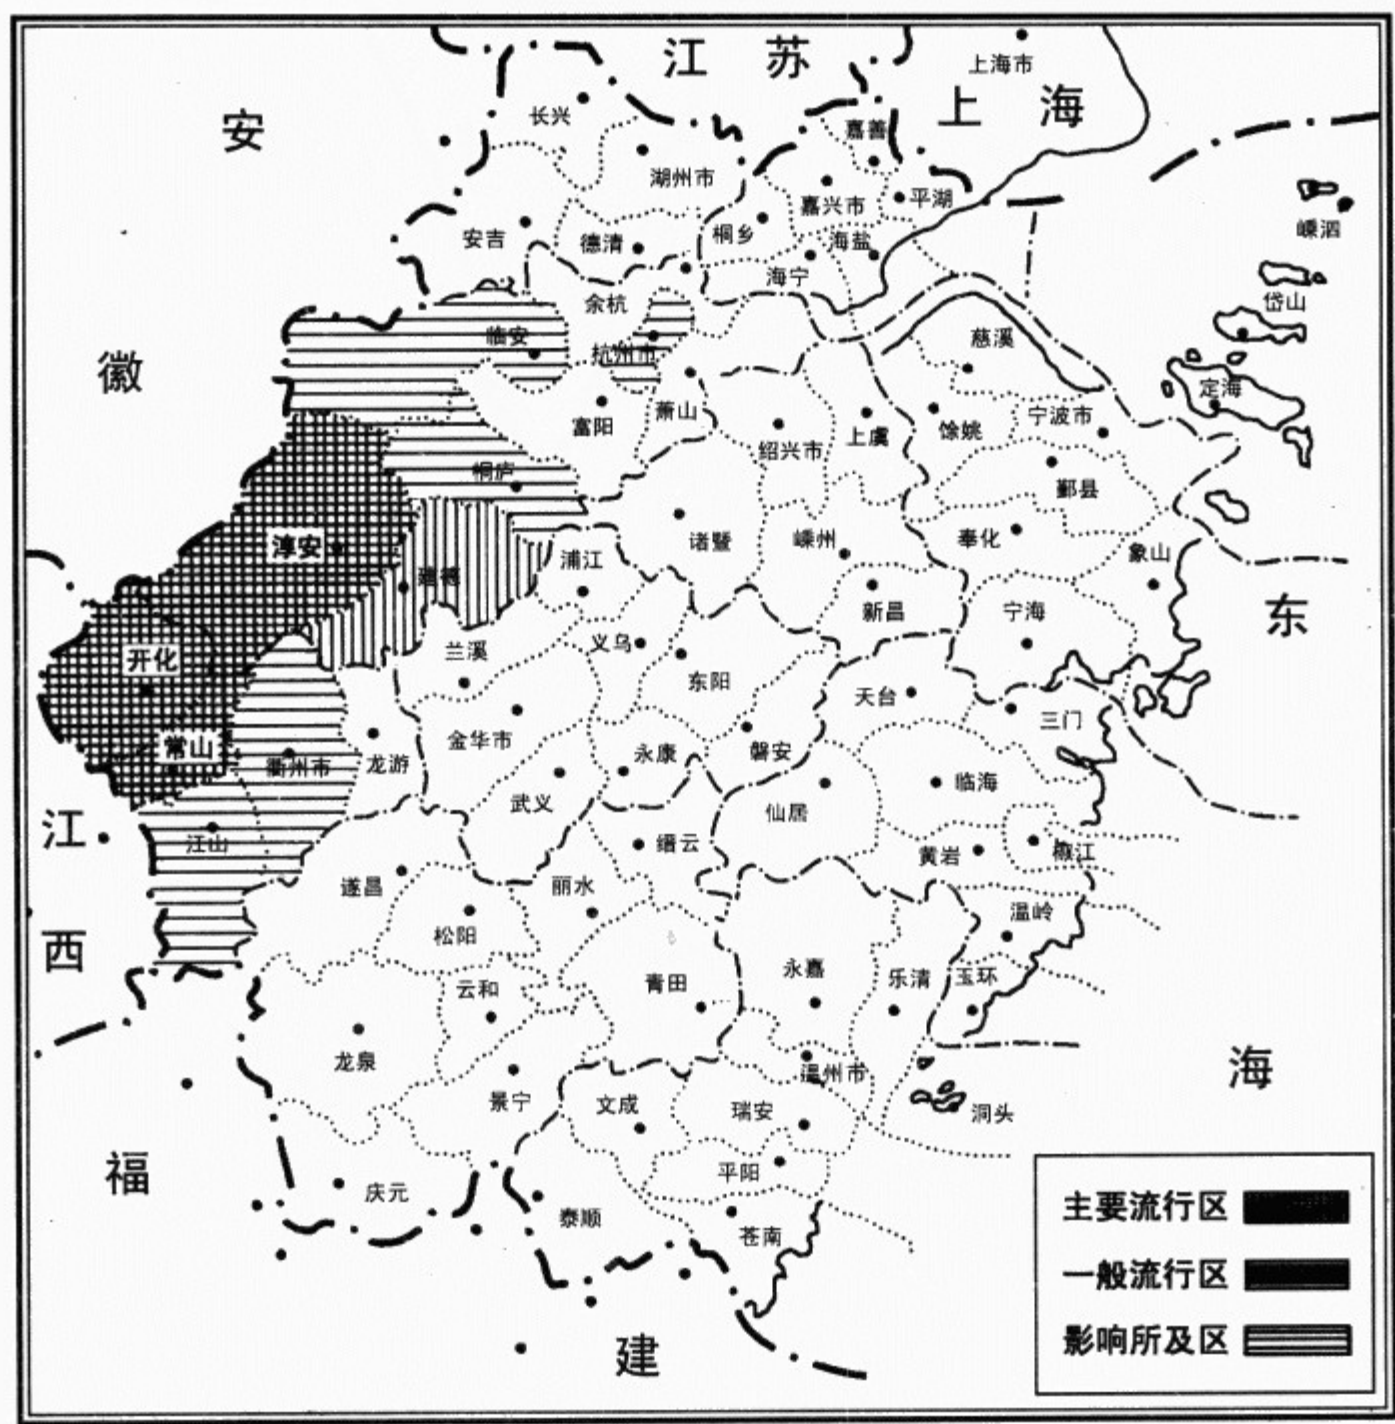 江苏
上海市
上海
安
徽
江
西
福
建
东
海
长兴
湖州市
嘉善
嘉兴市
平湖
安吉
德清
桐乡
海盐
海宁
嵊泗
岱山
定海
余杭
临安
杭州市
慈溪
富阳
萧山
绍兴市
上虞
馀姚
宁波市
鄞县
桐庐
淳安
建德
浦江
诸暨
嵊州
奉化
象山
新昌
宁海
开化
兰溪
义乌
东阳
天台
三门
常山
衢州市
龙游
金华市
永康
磐安
武义
仙居
临海
江山
缙云
黄岩
椒江
遂昌
丽水
松阳
温岭
云和
青田
永嘉
乐清
玉环
龙泉
景宁
文成
温州市
瑞安
洞头
庆元
泰顺
平阳
苍南
主要流行区
一般流行区
影响所及区